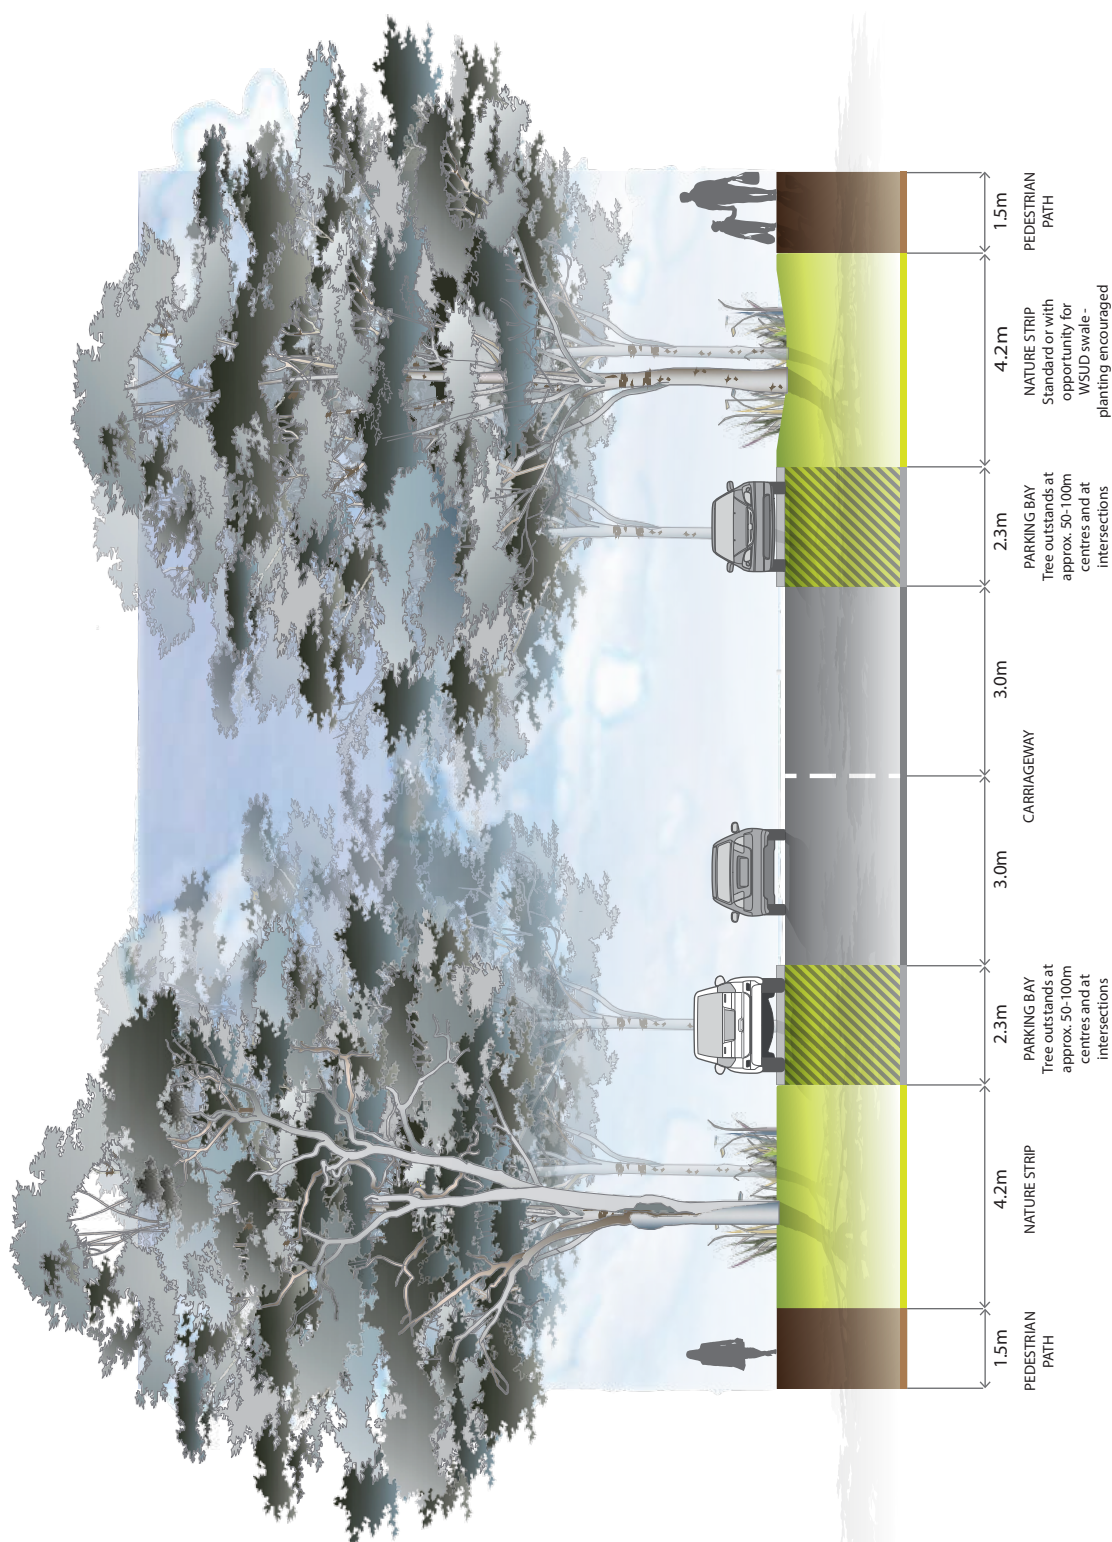 1.5m
4.2m
2.3m
3.0m
3.0m
2.3m
4.2m
1.5m
PEDESTRIAN
PATH
NATURE STRIP
PARKING BAY
Tree outstands at
approx. 50-100m
centres and at
intersections
CARRIAGEWAY
PARKING BAY
Tree outstands at
approx. 50-100m
centres and at
intersections
NATURE STRIP
Standard or with
opportunity for
WSUD swale -
planting encouraged
PEDESTRIAN
PATH